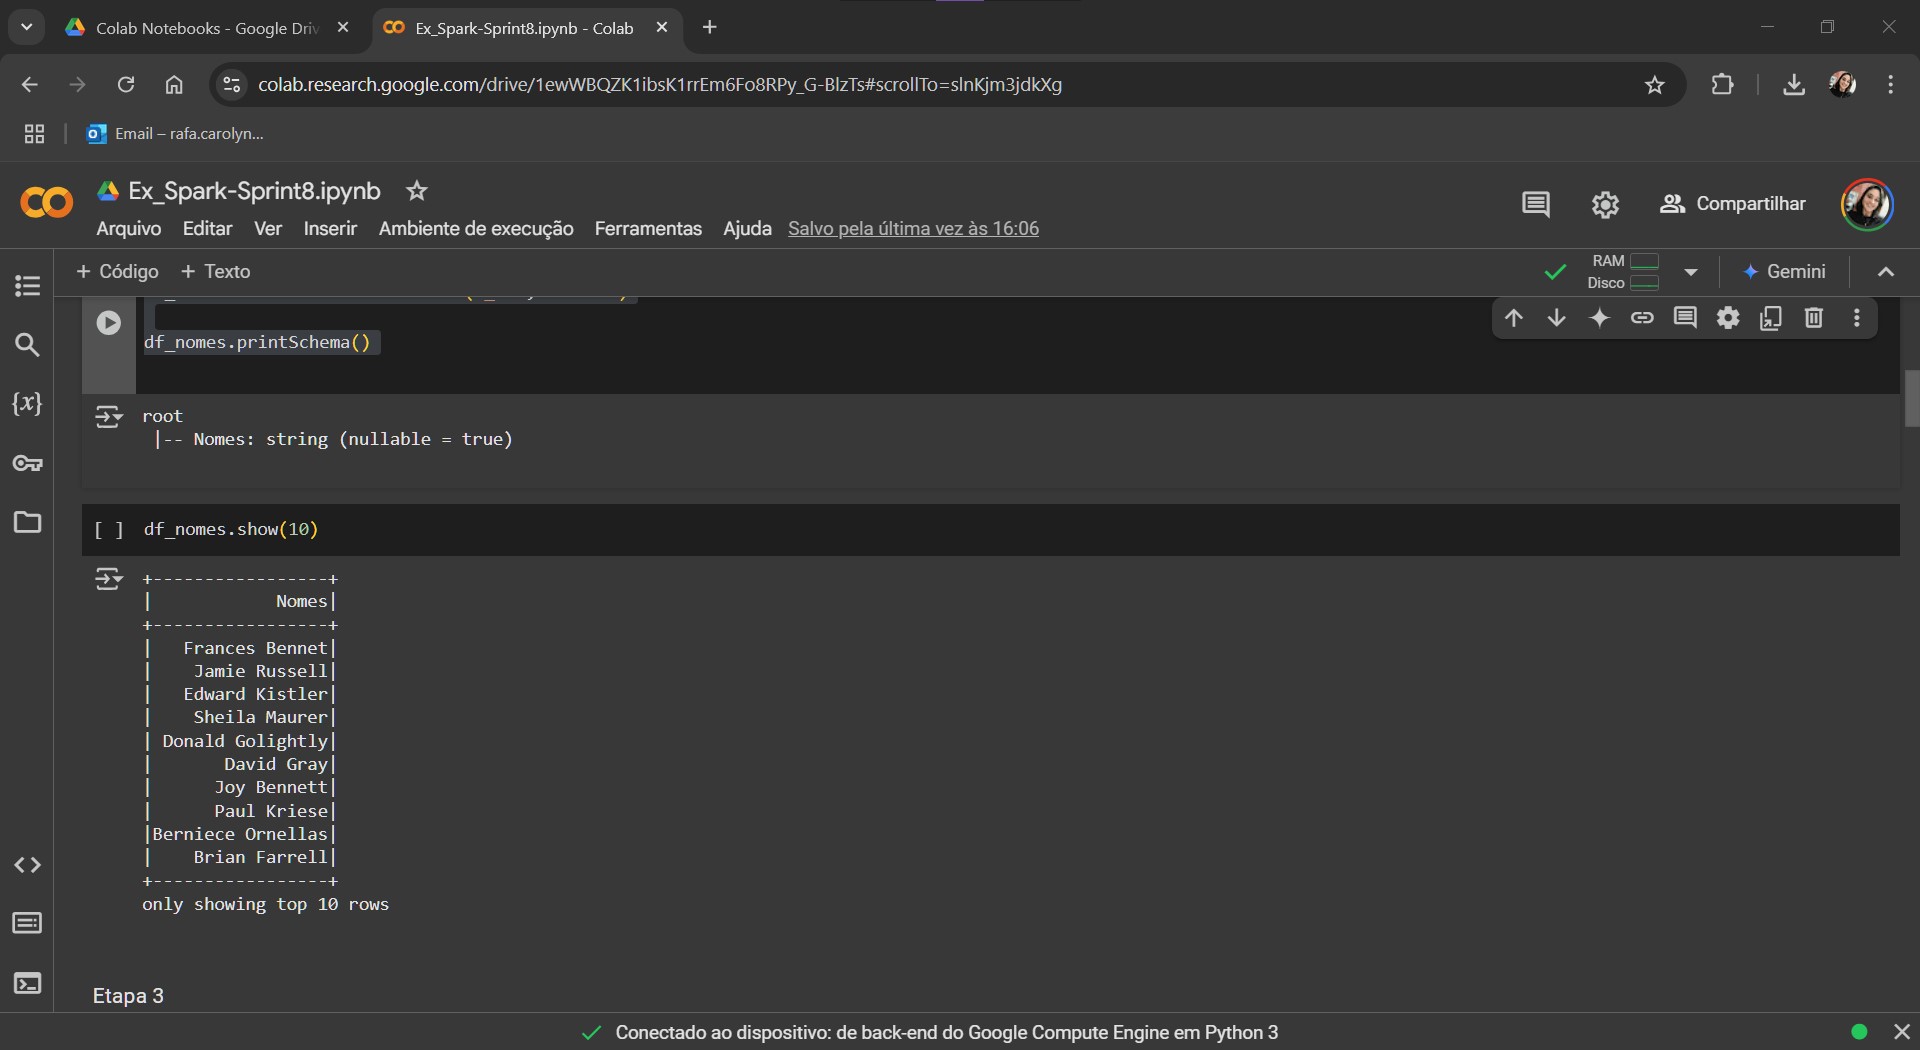 Colab Notebooks - Google Driv
Ex_Spark-Sprint8.ipynb - Colab
colab.research.google.com/drive/1ewWBQZK1ibsK1rrEm6Fo8RPy_G-BlzTs#scrollTo=slnKjm3jdkXg
Email – rafa.carolyn...
Ex_Spark-Sprint8.ipynb
Compartilhar
Arquivo Editar Ver Inserir Ambiente de execução Ferramentas Ajuda Salvo pela última vez às 16:06
+ Código + Texto
RAM
Disco
Gemini
df_nomes.printSchema()
root
|-- Nomes: string (nullable = true)
[ ] df_nomes.show(10)
+-----------------+
|            Nomes|
+-----------------+
|   Frances Bennet|
|    Jamie Russell|
|   Edward Kistler|
|    Sheila Maurer|
| Donald Golightly|
|       David Gray|
|      Joy Bennett|
|      Paul Kriese|
|Berniece Ornellas|
|    Brian Farrell|
+-----------------+
only showing top 10 rows
Etapa 3
Conectado ao dispositivo: de back-end do Google Compute Engine em Python 3